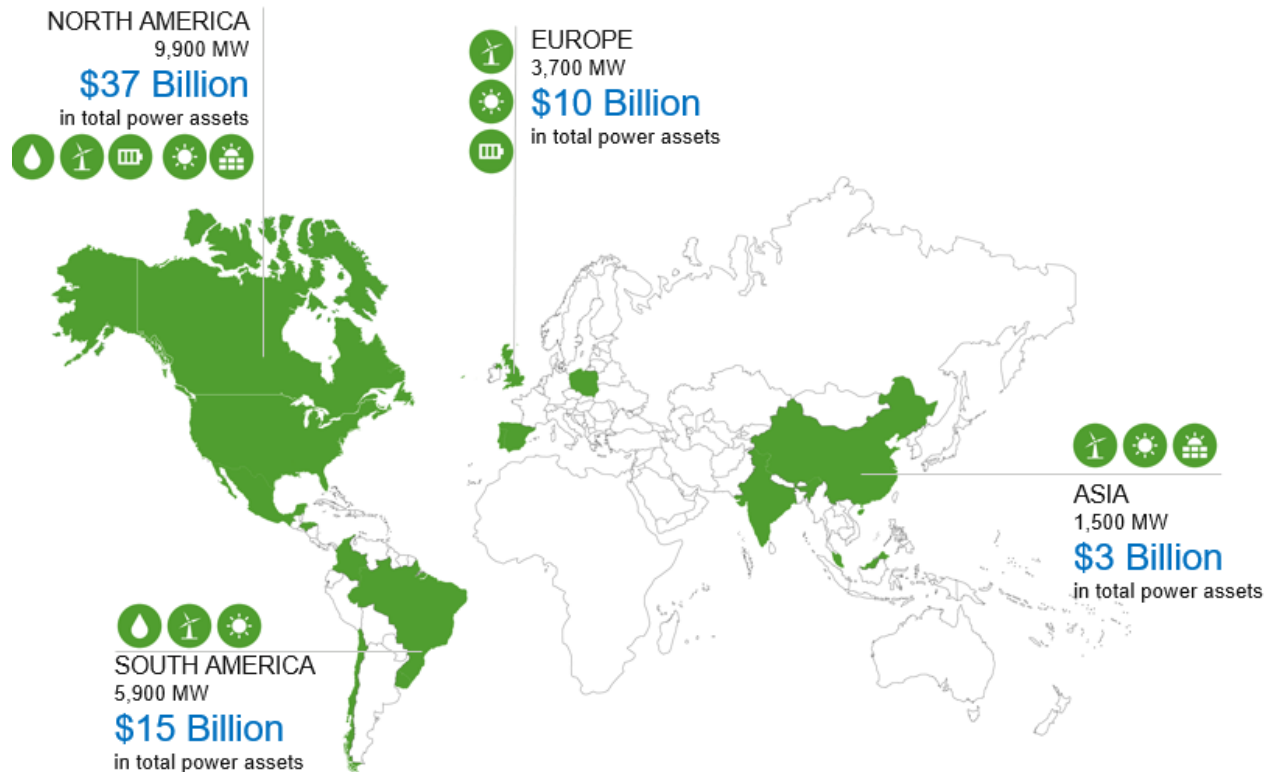 NORTH AMERICA
9,900 MW
$37 Billion
in total power assets
EUROPE
3,700 MW
$10 Billion
in total power assets
ASIA
1,500 MW
$3 Billion
in total power assets
SOUTH AMERICA
5,900 MW
$15 Billion
in total power assets